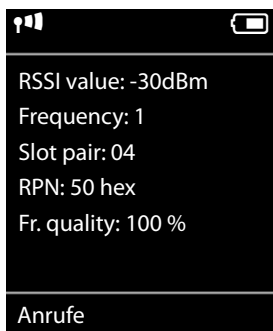 RSSI value: -30dBm
Frequency: 1
Slot pair: 04
RPN: 50 hex
Fr. quality: 100 %
Anrufe